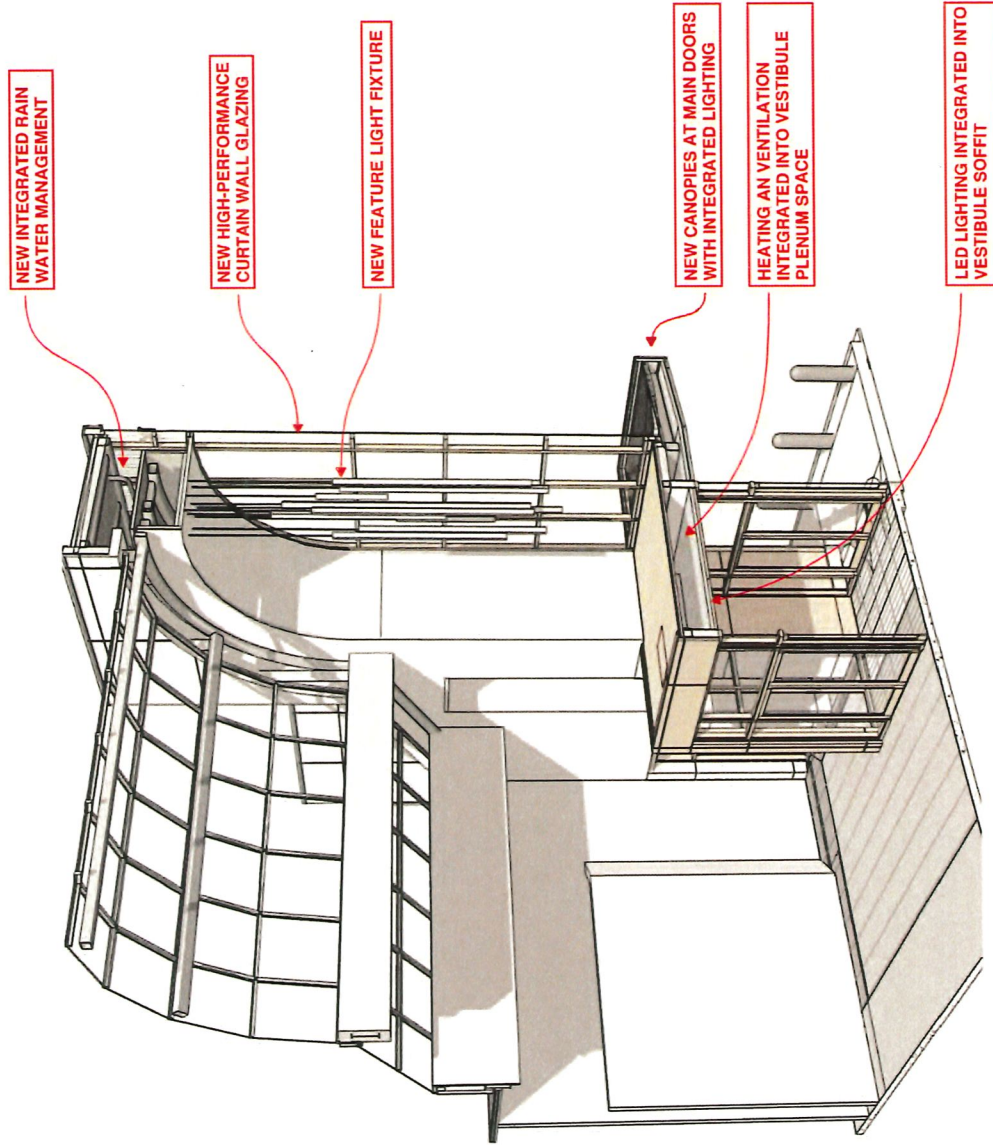 NEW INTEGRATED RAIN
WATER MANAGEMENT
NEW HIGH-PERFORMANCE
CURTAIN WALL GLAZING
NEW FEATURE LIGHT FIXTURE
NEW CANOPIES AT MAIN DOORS
WITH INTEGRATED LIGHTING
HEATING AN VENTILATION
INTEGRATED INTO VESTIBULE
PLENUM SPACE
LED LIGHTING INTEGRATED INTO
VESTIBULE SOFFIT